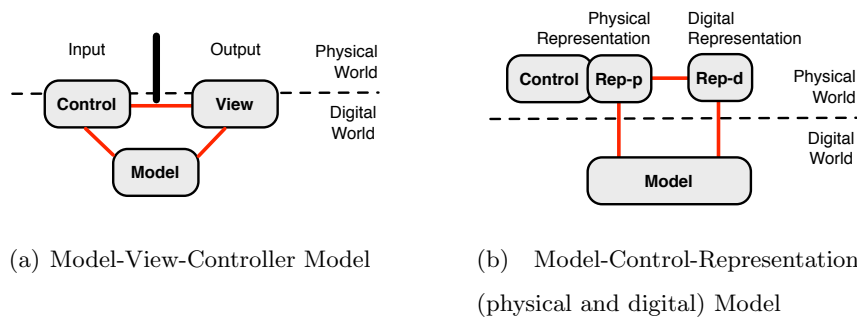 Input
Output
Physical
World
Control
View
Digital
World
Model
(a) Model-View-Controller Model
Physical
Representation
Digital
Representation
Control
Rep-p
Rep-d
Physical
World
Digital
World
Model
(b) Model-Control-Representation
(physical and digital) Model